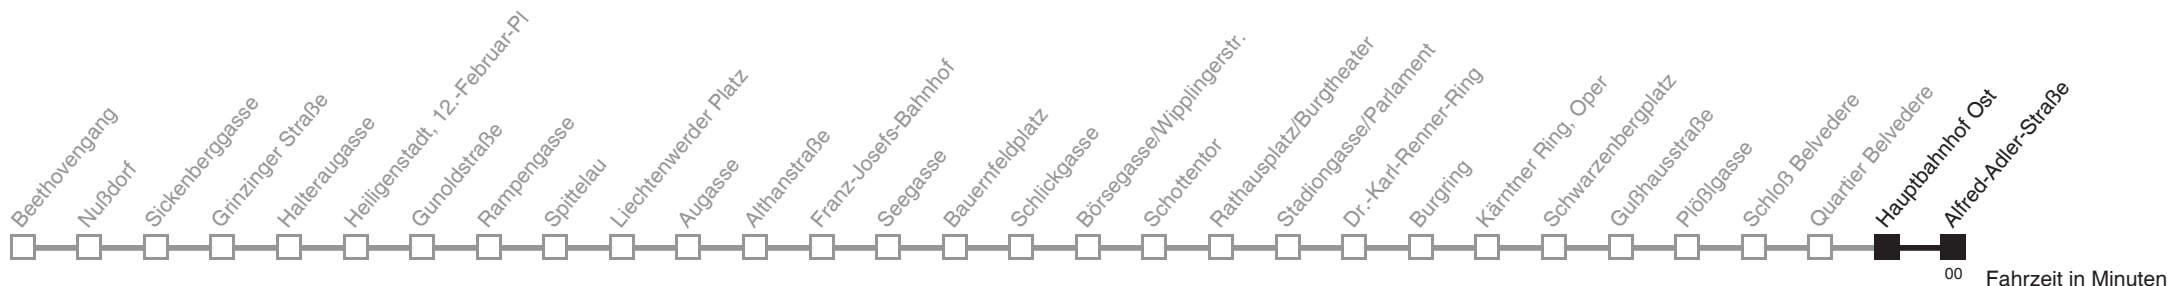 Beethovengang
Nußdorf
Sickenberggasse
Grinzinger Straße
Halteraugasse
Heiligenstadt, 12.-Februar-Pl
Gunoldstraße
Rampengasse
Spittelau
Liechtenwerder Platz
Augasse
Althanstraße
Franz-Josefs-Bahnhof
Seegasse
Bauernfeldplatz
Schlickgasse
Börsegasse/Wipplingerstr.
Schottentor
Rathausplatz/Burgtheater
Stadiongasse/Parlament
Dr.-Karl-Renner-Ring
Burgring
Kärntner Ring, Oper
Schwarzenbergplatz
Gußhausstraße
Plößlgasse
Schloß Belvedere
Quartier Belvedere
Hauptbahnhof Ost
Alfred-Adler-Straße
00
Fahrzeit in Minuten